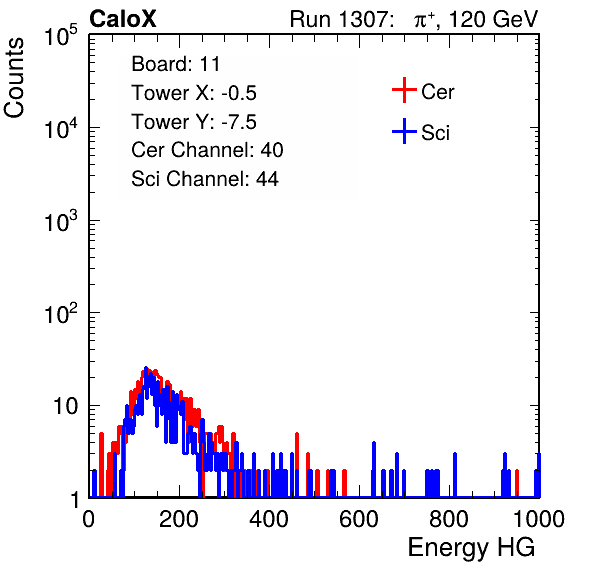 CaloX Run 1307: π⁺, 120 GeV
Counts
Board: 11
Tower X: -0.5
Tower Y: -7.5
Cer Channel: 40
Sci Channel: 44
Cer
Sci
10⁵
10⁴
10³
10²
10
1
0 200 400 600 800 1000
Energy HG